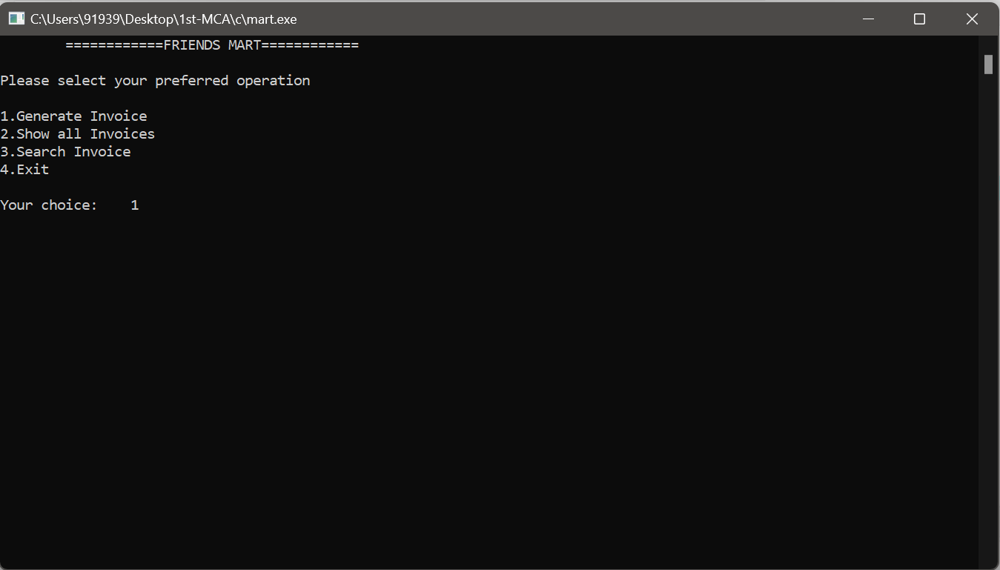 C:\Users\91939\Desktop\1st-MCA\c\mart.exe
============FRIENDS MART============
Please select your preferred operation
1.Generate Invoice
2.Show all Invoices
3.Search Invoice
4.Exit
Your choice:    1